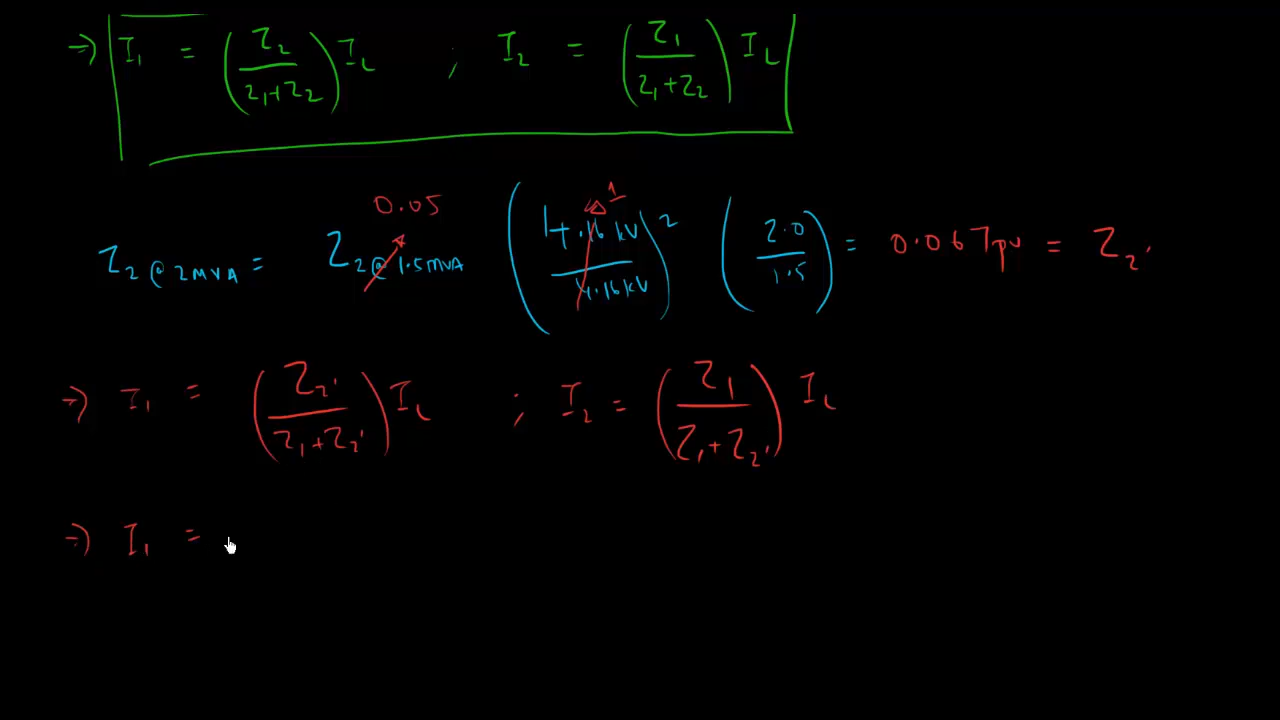 ⇒ I₁ = (Z₂ / (Z₁+Z₂)) I_L ; I₂ = (Z₁ / (Z₁+Z₂)) I_L
0.05 1
Z₂ @ 2MVA = Z₂ @ 1.5MVA (4.16 kV / 4.16 kV)² (2.0 / 1.5) = 0.067pu = Z₂'
⇒ I₁ = (Z₂' / (Z₁+Z₂')) I_L ; I₂ = (Z₁ / (Z₁+Z₂')) I_L
⇒ I₁ =